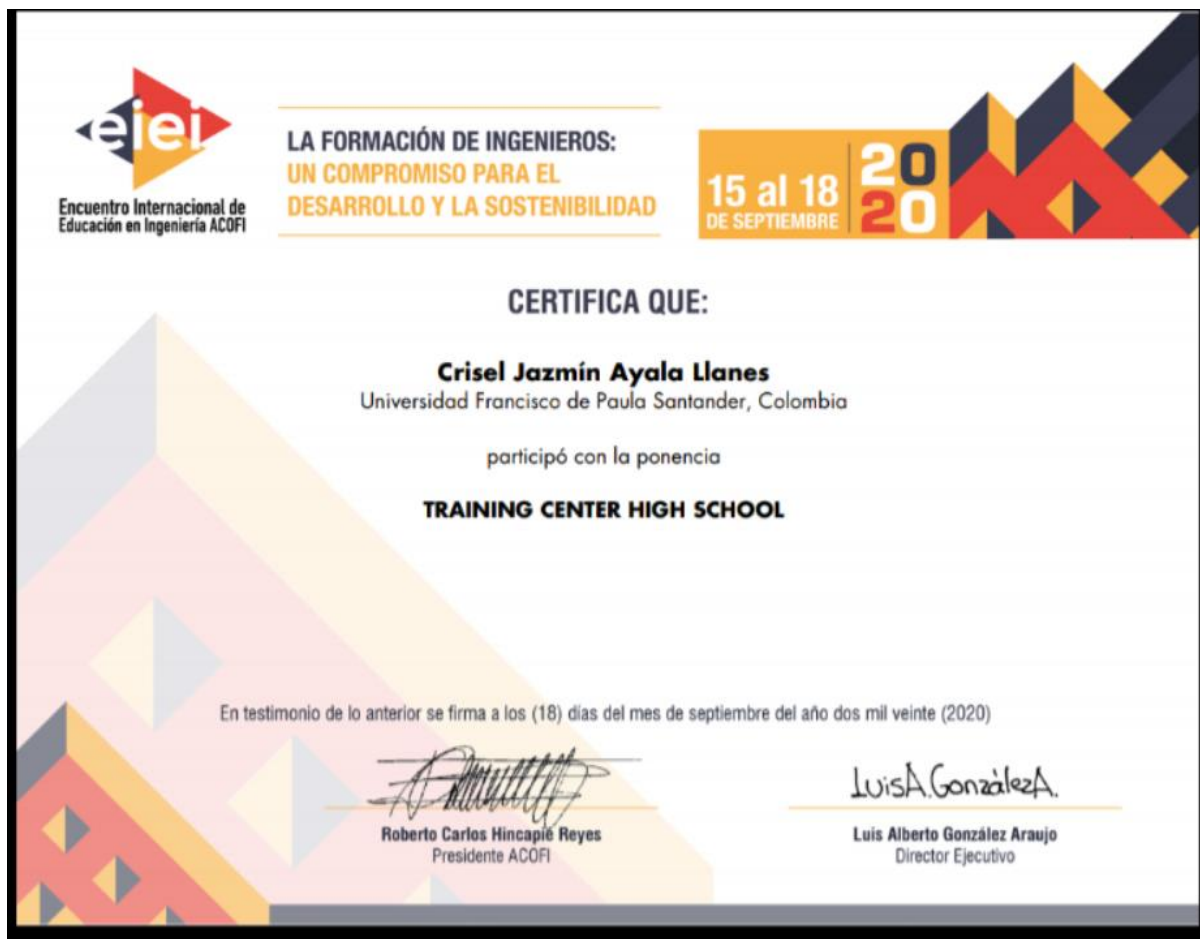 eiei
Encuentro Internacional de
Educación en Ingeniería ACOFI
LA FORMACIÓN DE INGENIEROS:
UN COMPROMISO PARA EL
DESARROLLO Y LA SOSTENIBILIDAD
15 al 18
DE SEPTIEMBRE
20
20
CERTIFICA QUE:
Crisel Jazmín Ayala Llanes
Universidad Francisco de Paula Santander, Colombia
participó con la ponencia
TRAINING CENTER HIGH SCHOOL
En testimonio de lo anterior se firma a los (18) días del mes de septiembre del año dos mil veinte (2020)
LuisA.GonzálezA.
Roberto Carlos Hincapié Reyes
Presidente ACOFI
Luis Alberto González Araujo
Director Ejecutivo